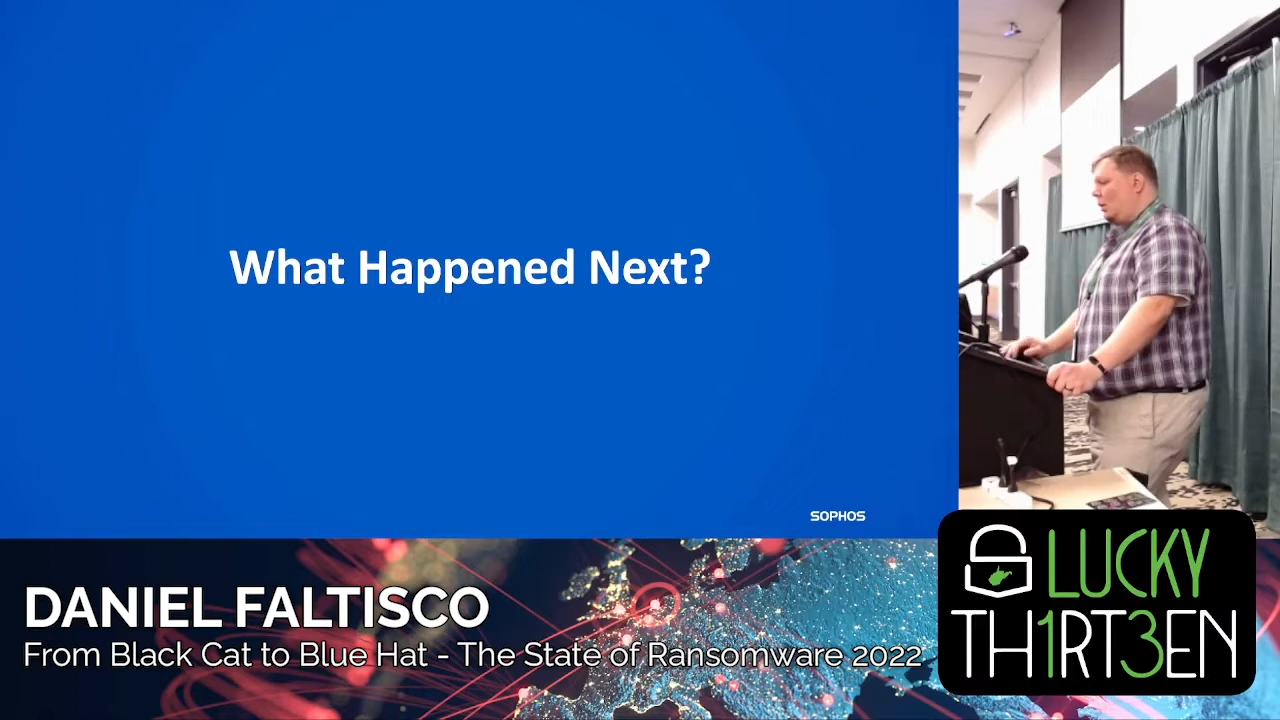 What Happened Next?
SOPHOS
DANIEL FALTISCO
From Black Cat to Blue Hat - The State of Ransomware 2022
LUCKY
TH1RT3EN